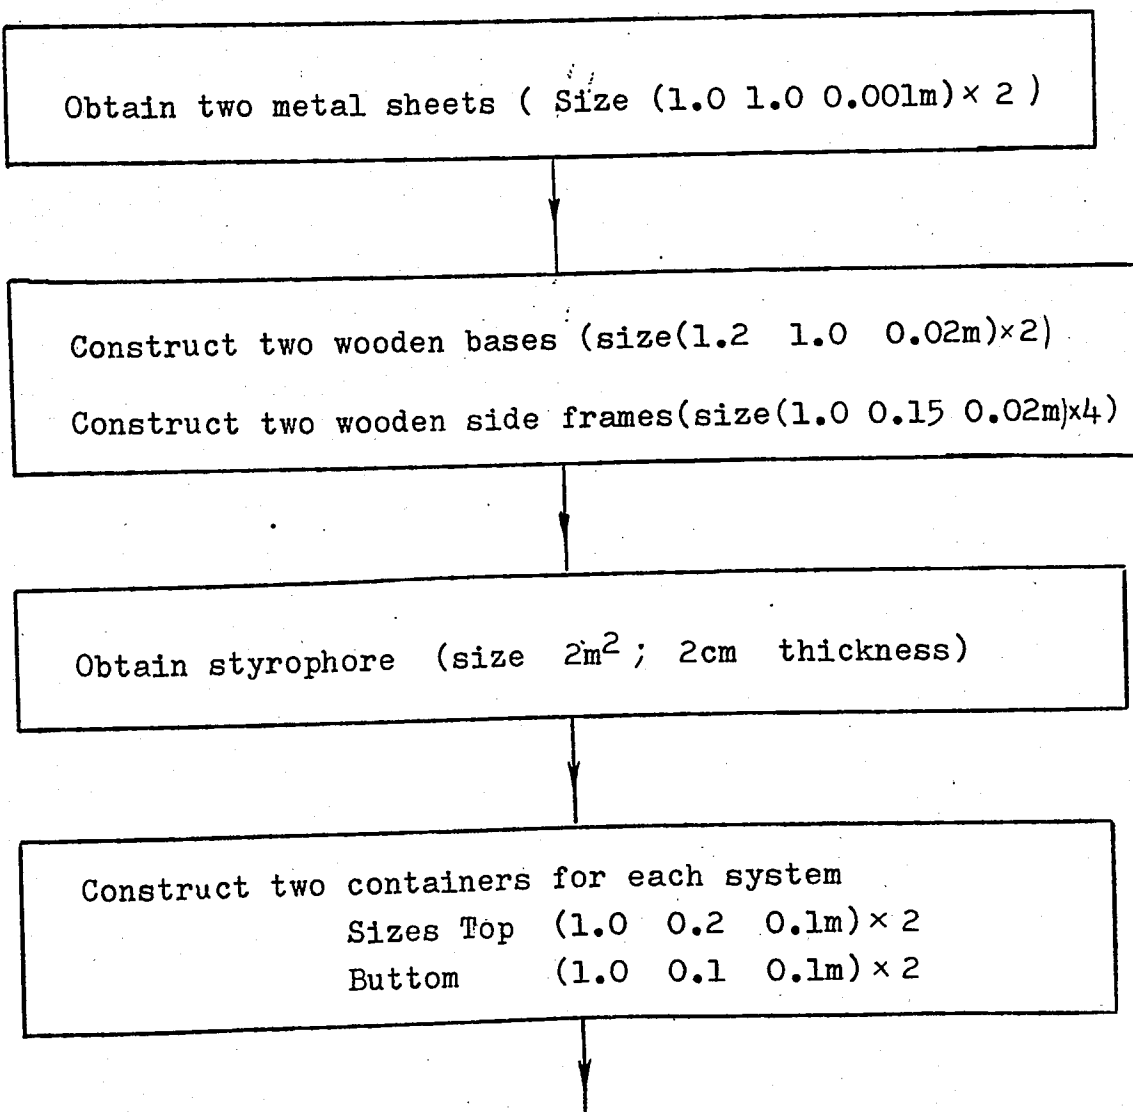 Obtain two metal sheets ( Size (1.0 1.0 0.001m)× 2 )
Construct two wooden bases (size(1.2 1.0 0.02m)×2)
Construct two wooden side frames(size(1.0 0.15 0.02m)×4)
Obtain styrophore (size 2m² ; 2cm thickness)
Construct two containers for each system
Sizes Top (1.0 0.2 0.1m)× 2
Buttom (1.0 0.1 0.1m)× 2